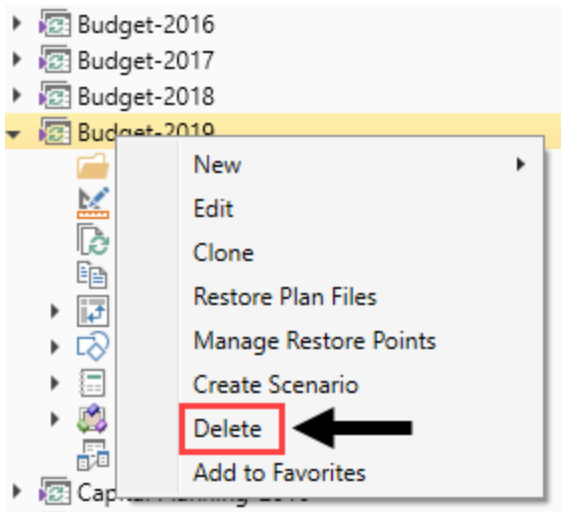 Budget-2016
Budget-2017
Budget-2018
Budget-2019
New
Edit
Clone
Restore Plan Files
Manage Restore Points
Create Scenario
Delete
Add to Favorites